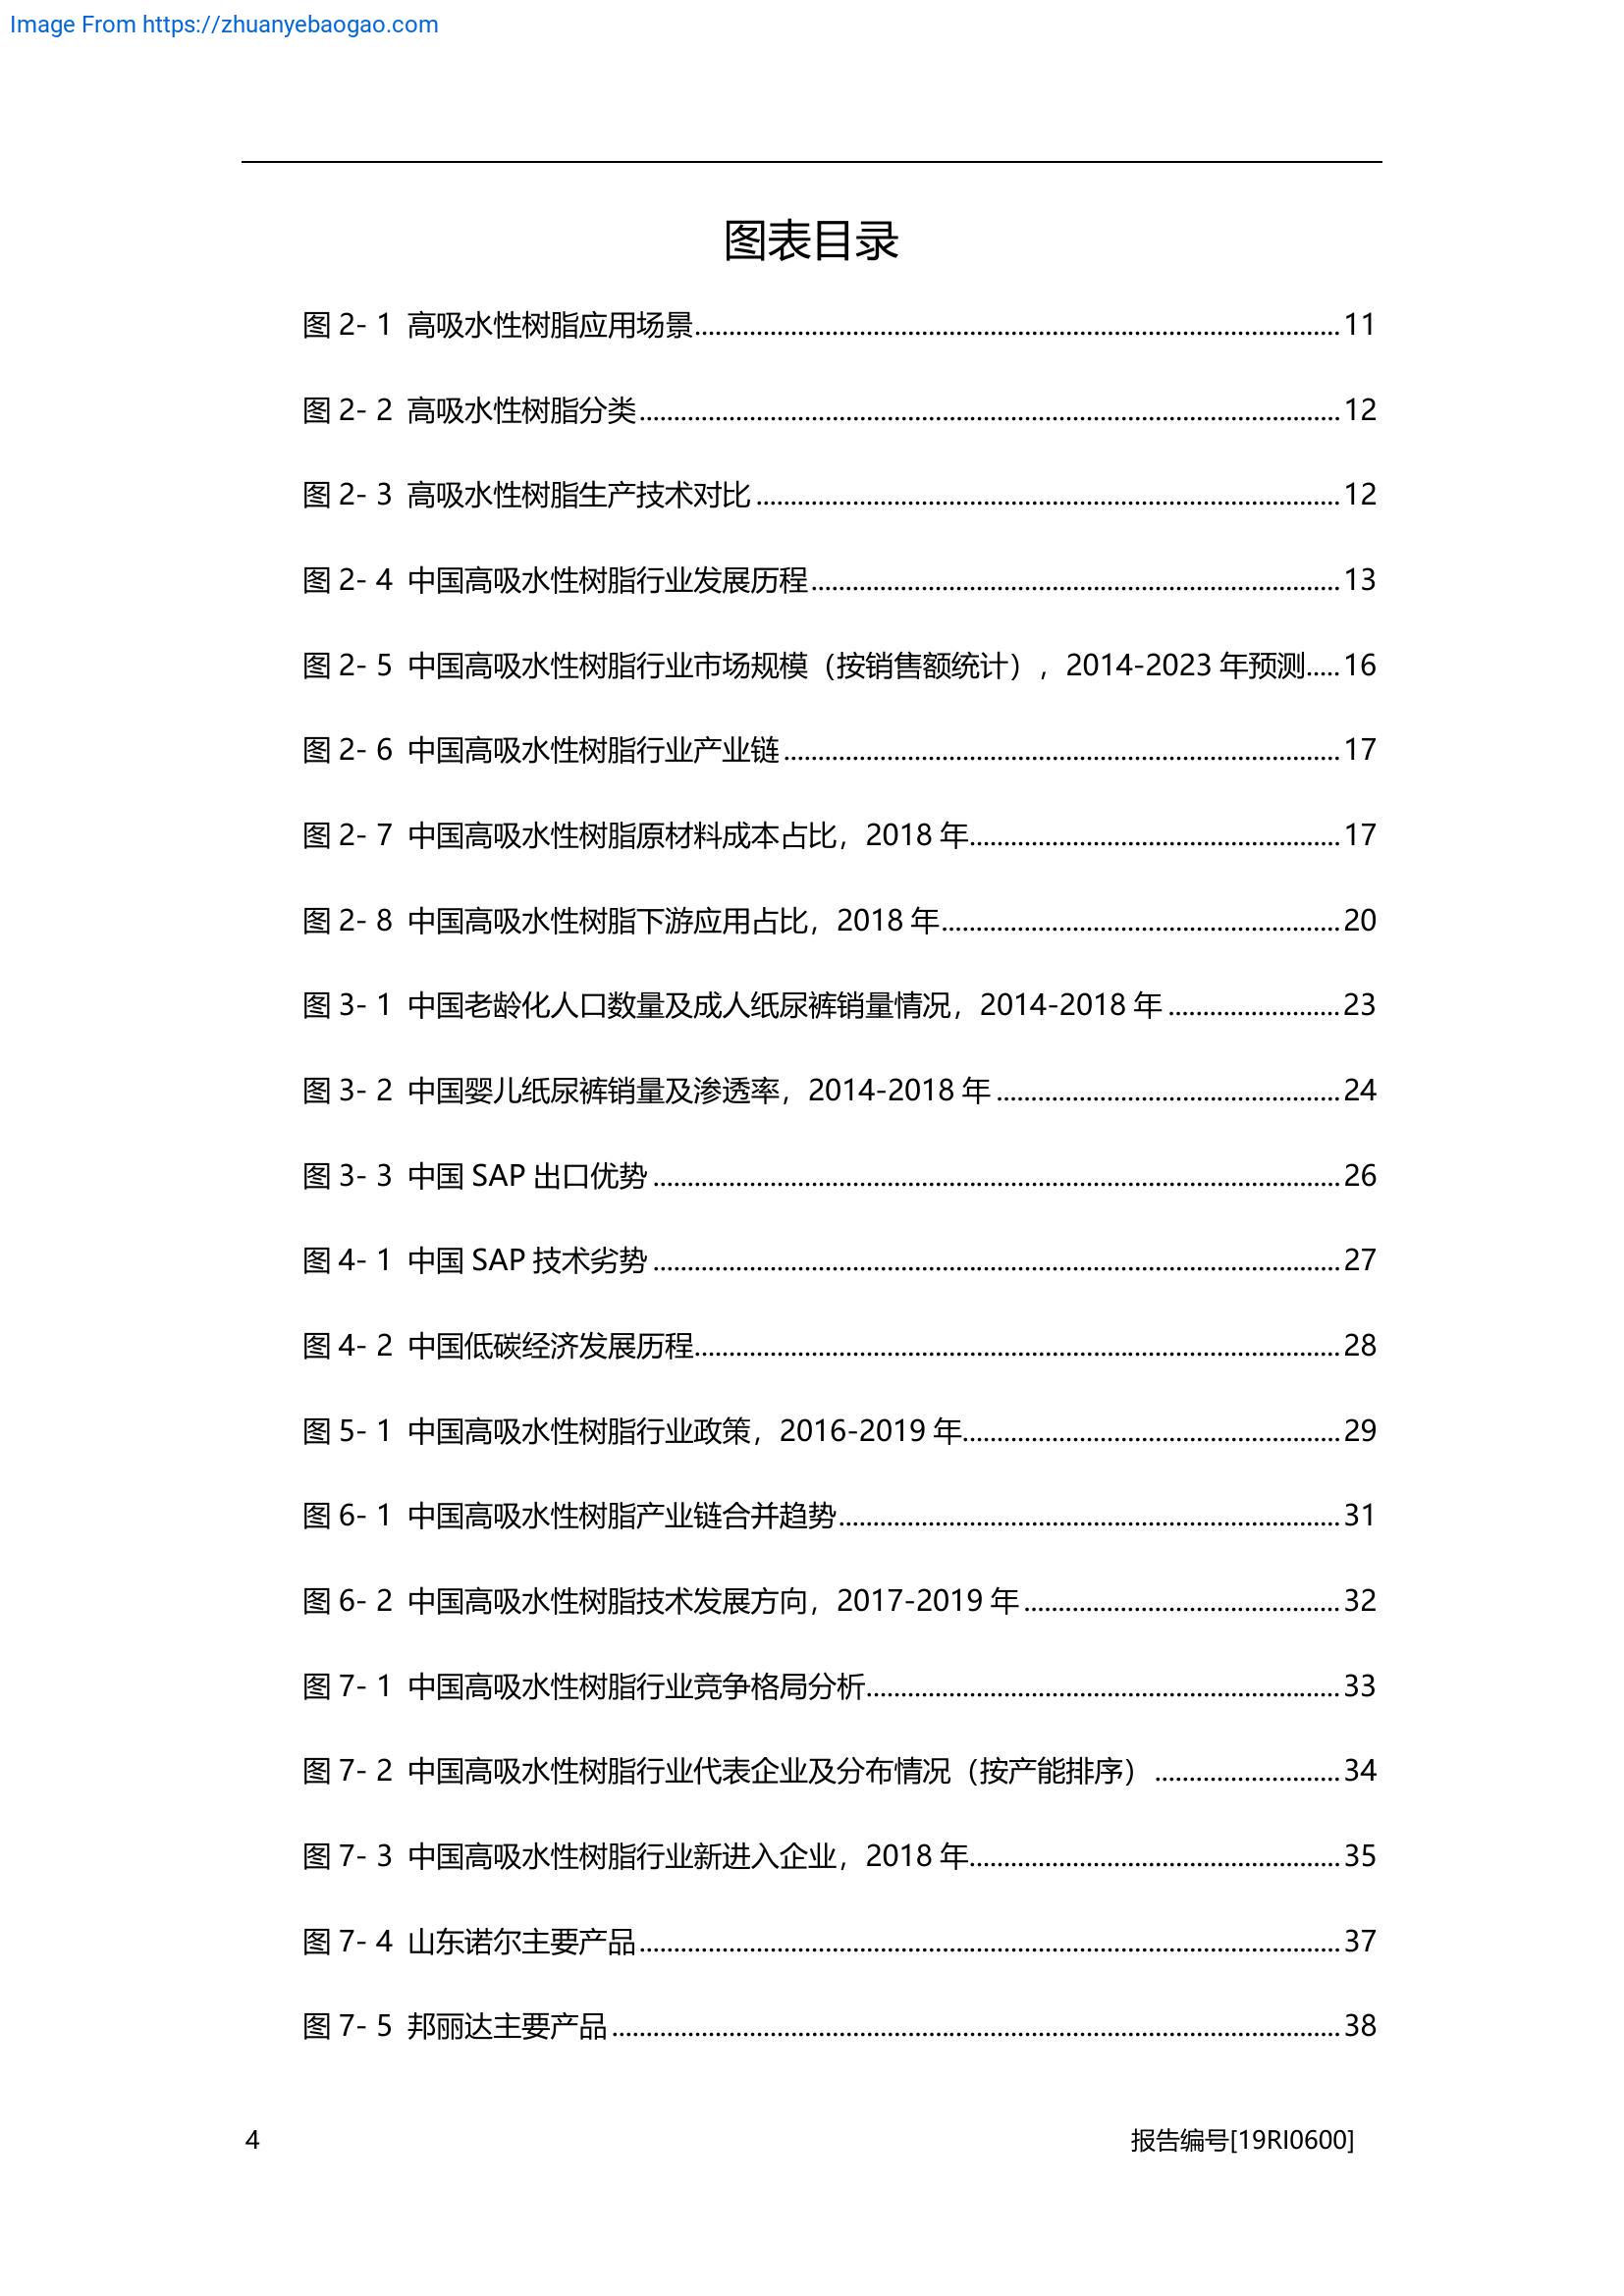 Image From https://zhuanyebaogao.com
图表目录
图 2- 1 高吸水性树脂应用场景........................................ 11
图 2- 2 高吸水性树脂分类........................................ 12
图 2- 3 高吸水性树脂生产技术对比........................................ 12
图 2- 4 中国高吸水性树脂行业发展历程........................................ 13
图 2- 5 中国高吸水性树脂行业市场规模（按销售额统计），2014-2023 年预测..... 16
图 2- 6 中国高吸水性树脂行业产业链........................................ 17
图 2- 7 中国高吸水性树脂原材料成本占比，2018 年........................................ 17
图 2- 8 中国高吸水性树脂下游应用占比，2018 年........................................ 20
图 3- 1 中国老龄化人口数量及成人纸尿裤销量情况，2014-2018 年......................... 23
图 3- 2 中国婴儿纸尿裤销量及渗透率，2014-2018 年........................................ 24
图 3- 3 中国 SAP 出口优势........................................ 26
图 4- 1 中国 SAP 技术劣势........................................ 27
图 4- 2 中国低碳经济发展历程........................................ 28
图 5- 1 中国高吸水性树脂行业政策，2016-2019 年........................................ 29
图 6- 1 中国高吸水性树脂产业链合并趋势........................................ 31
图 6- 2 中国高吸水性树脂技术发展方向，2017-2019 年........................................ 32
图 7- 1 中国高吸水性树脂行业竞争格局分析........................................ 33
图 7- 2 中国高吸水性树脂行业代表企业及分布情况（按产能排序）........................... 34
图 7- 3 中国高吸水性树脂行业新进入企业，2018 年........................................ 35
图 7- 4 山东诺尔主要产品........................................ 37
图 7- 5 邦丽达主要产品........................................ 38
4 报告编号[19RI0600]